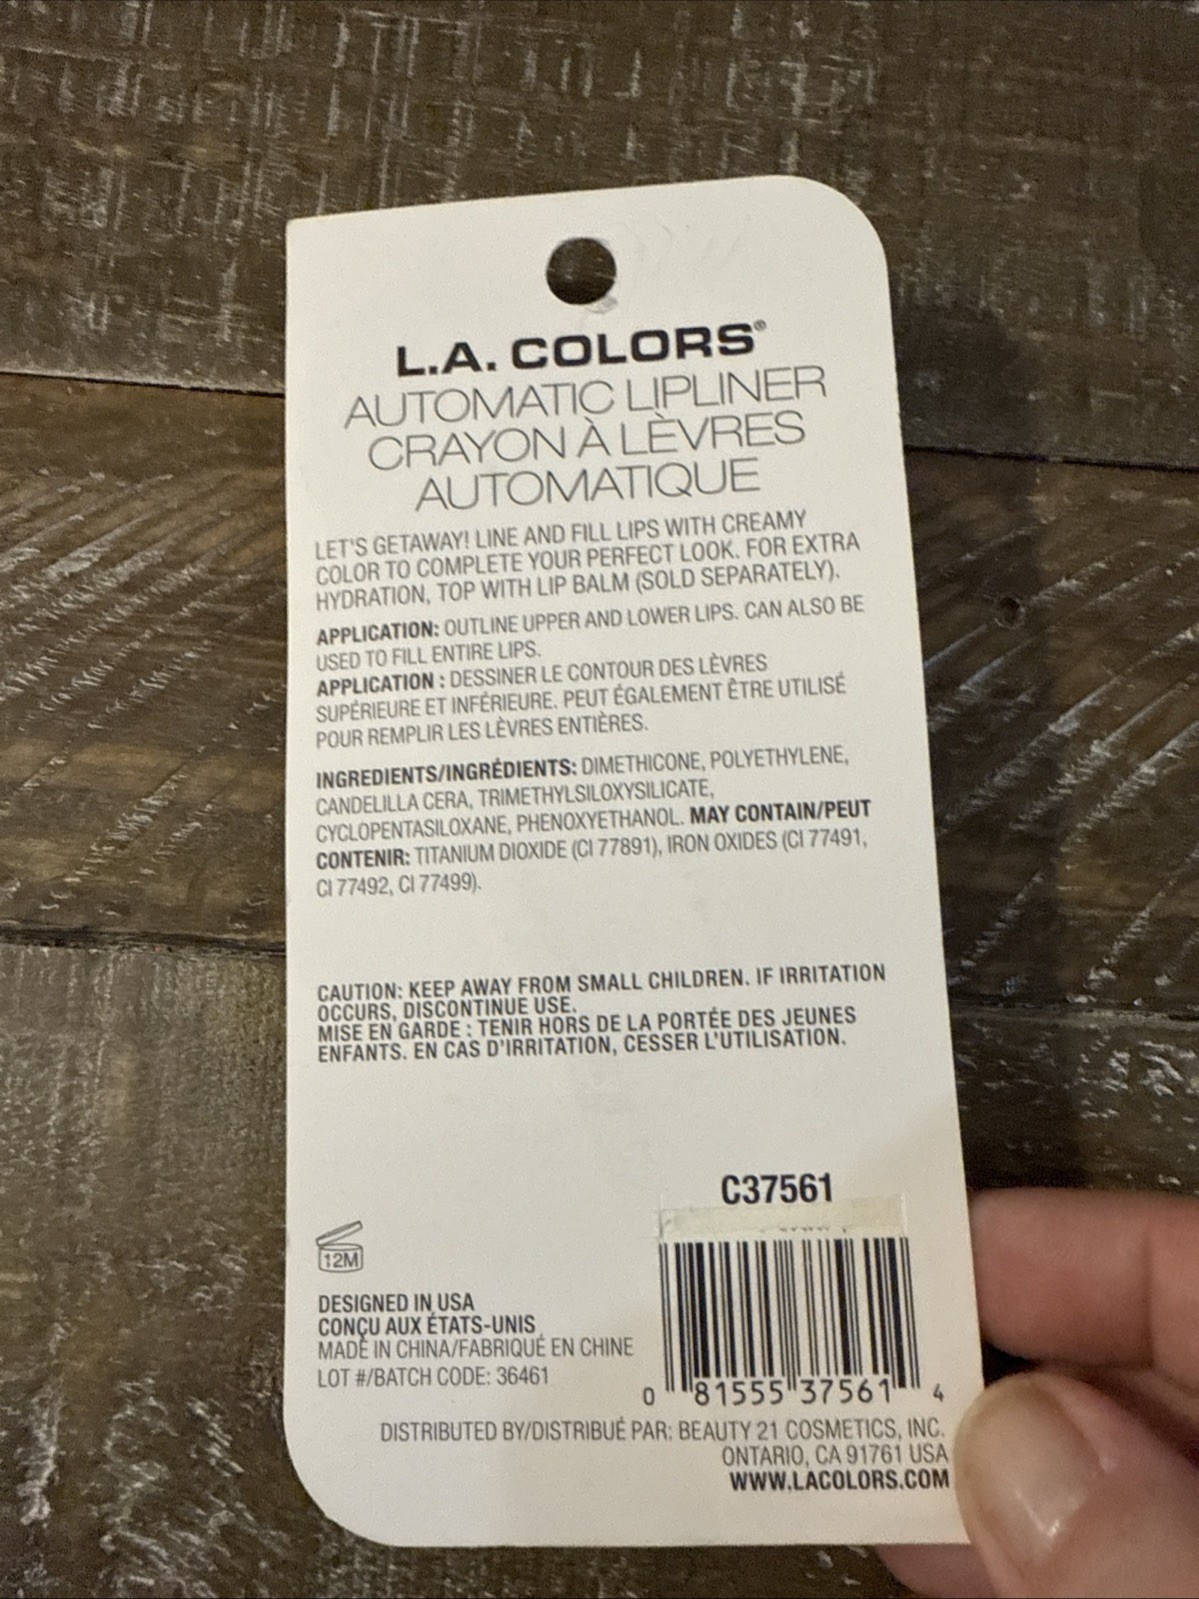 L.A. COLORS®
AUTOMATIC LIPLINER
CRAYON À LÈVRES
AUTOMATIQUE
LET'S GETAWAY! LINE AND FILL LIPS WITH CREAMY
COLOR TO COMPLETE YOUR PERFECT LOOK. FOR EXTRA
HYDRATION, TOP WITH LIP BALM (SOLD SEPARATELY).
APPLICATION: OUTLINE UPPER AND LOWER LIPS. CAN ALSO BE
USED TO FILL ENTIRE LIPS.
APPLICATION : DESSINER LE CONTOUR DES LÈVRES
SUPÉRIEURE ET INFÉRIEURE. PEUT ÉGALEMENT ÊTRE UTILISÉ
POUR REMPLIR LES LÈVRES ENTIÈRES.
INGREDIENTS/INGRÉDIENTS: DIMETHICONE, POLYETHYLENE,
CANDELILLA CERA, TRIMETHYLSILOXYSILICATE,
CYCLOPENTASILOXANE, PHENOXYETHANOL. MAY CONTAIN/PEUT
CONTENIR: TITANIUM DIOXIDE (CI 77891), IRON OXIDES (CI 77491,
CI 77492, CI 77499).
CAUTION: KEEP AWAY FROM SMALL CHILDREN. IF IRRITATION
OCCURS, DISCONTINUE USE.
MISE EN GARDE : TENIR HORS DE LA PORTÉE DES JEUNES
ENFANTS. EN CAS D'IRRITATION, CESSER L'UTILISATION.
C37561
12M
DESIGNED IN USA
CONÇU AUX ÉTATS-UNIS
MADE IN CHINA/FABRIQUÉ EN CHINE
LOT #/BATCH CODE: 36461
0 81555 37561 4
DISTRIBUTED BY/DISTRIBUÉ PAR: BEAUTY 21 COSMETICS, INC.
ONTARIO, CA 91761 USA
WWW.LACOLORS.COM